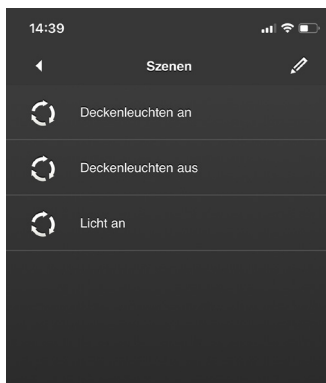 14:39
Szenen
Deckenleuchten an
Deckenleuchten aus
Licht an